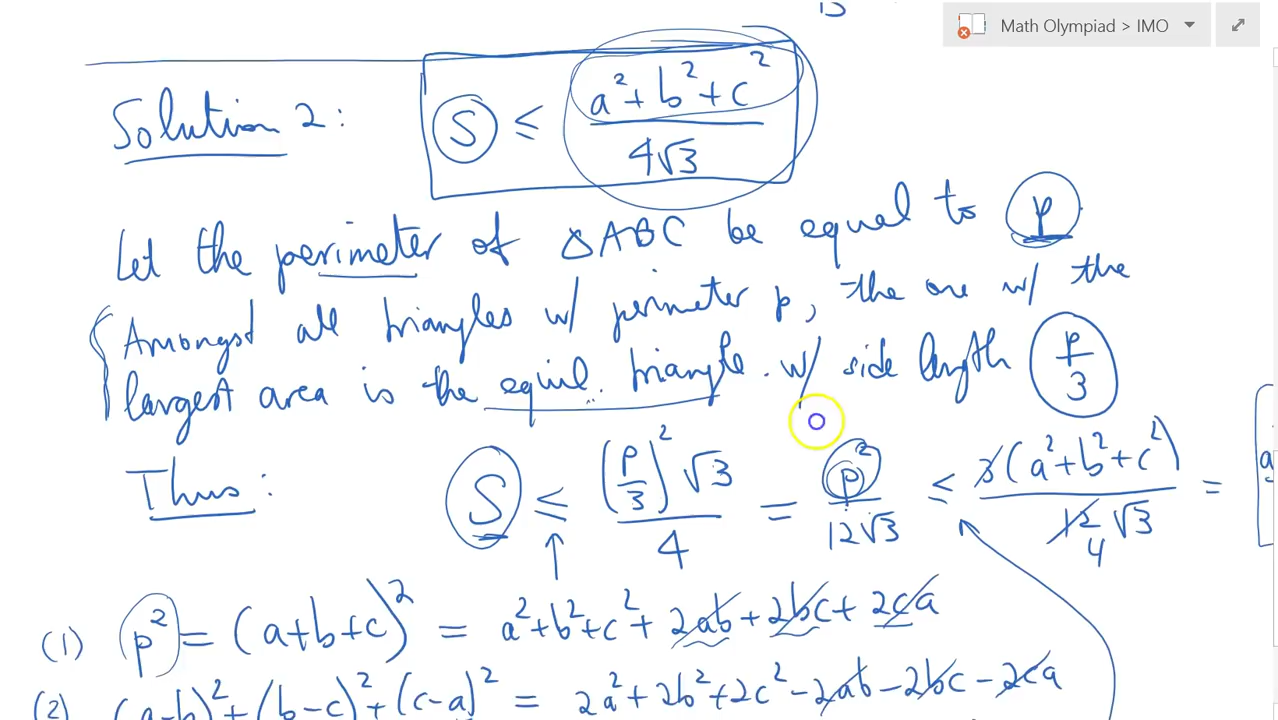 Math Olympiad > IMO
Solution 2: S ≤ (a² + b² + c²) / 4√3
Let the perimeter of △ABC be equal to p
Amongst all triangles w/ perimeter p, the one w/ the
largest area is the equil. triangle. w/ side length p/3
Thus: S ≤ (p/3)² √3 / 4 = p² / 12√3 ≤ 3(a² + b² + c²) / 12√3 =
4
(1) p² = (a+b+c)² = a² + b² + c² + 2ab + 2bc + 2ca
(2) (a-b)² + (b-c)² + (c-a)² = 2a² + 2b² + 2c² - 2ab - 2bc - 2ca